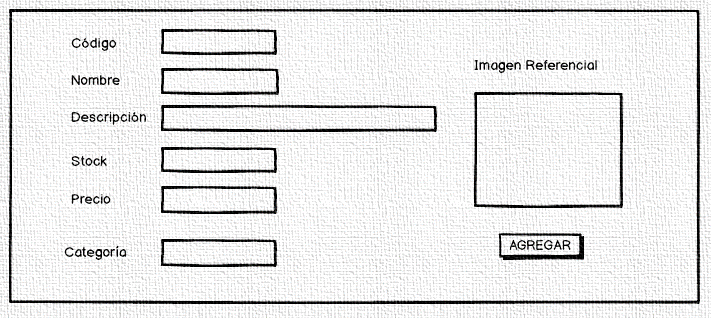 Código
Nombre
Descripción
Stock
Precio
Categoría
Imagen Referencial
AGREGAR